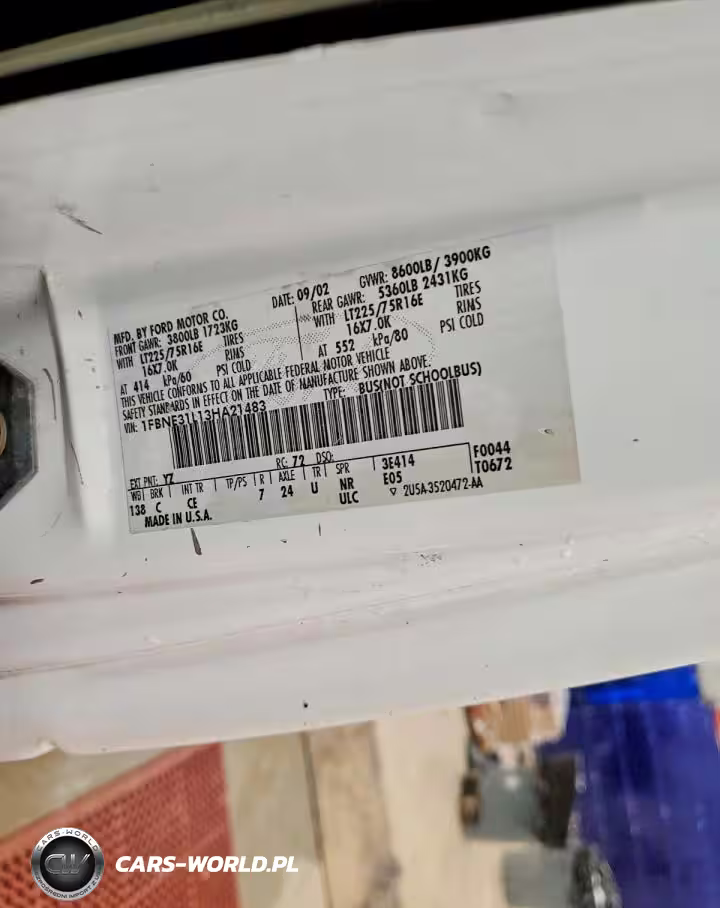 MFD. BY FORD MOTOR CO.
DATE: 09/02
GVWR: 8600LB/ 3900KG
FRONT GAWR: 3800LB 1723KG
REAR GAWR: 5360LB 2431KG
WITH LT225/75R16E TIRES
WITH LT225/75R16E TIRES
16X7.0K RINS
16X7.0K RINS
AT 414 kPa/60 PSI COLD
AT 552 kPa/80 PSI COLD
THIS VEHICLE CONFORMS TO ALL APPLICABLE FEDERAL MOTOR VEHICLE
SAFETY STANDARDS IN EFFECT ON THE DATE OF MANUFACTURE SHOWN ABOVE.
VIN: 1FBNE31L13HA21483
TYPE: BUS(NOT SCHOOLBUS)
EXT PNT: YZ RC: 72 DSO:
WB BRK INT TR TP/PS R AXLE TR SPR
138 C CE 7 24 U NR
ULC
3E414
E05
F0044
T0672
MADE IN U.S.A.
▽ 2U5A-3520472-AA
CARS-WORLD
CW
CARS-WORLD.PL